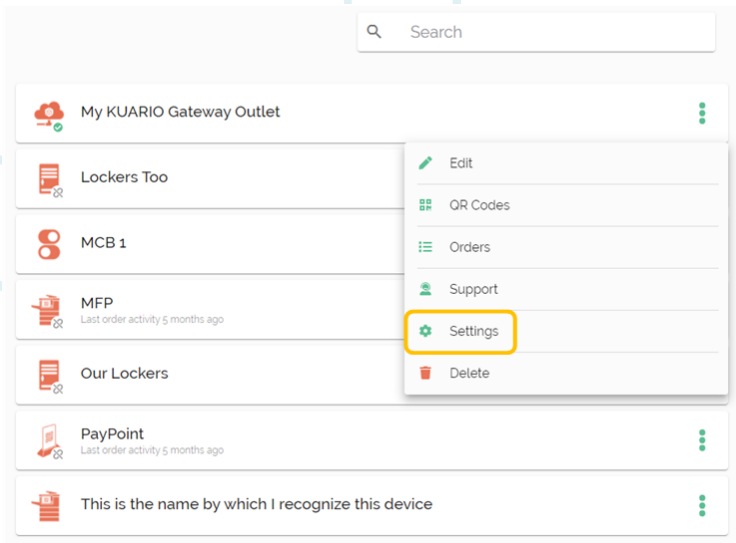 Search
My KUARIO Gateway Outlet
Lockers Too
Edit
QR Codes
MCB 1
Orders
MFP
Last order activity 5 months ago
Support
Settings
Our Lockers
Delete
PayPoint
Last order activity 5 months ago
This is the name by which I recognize this device